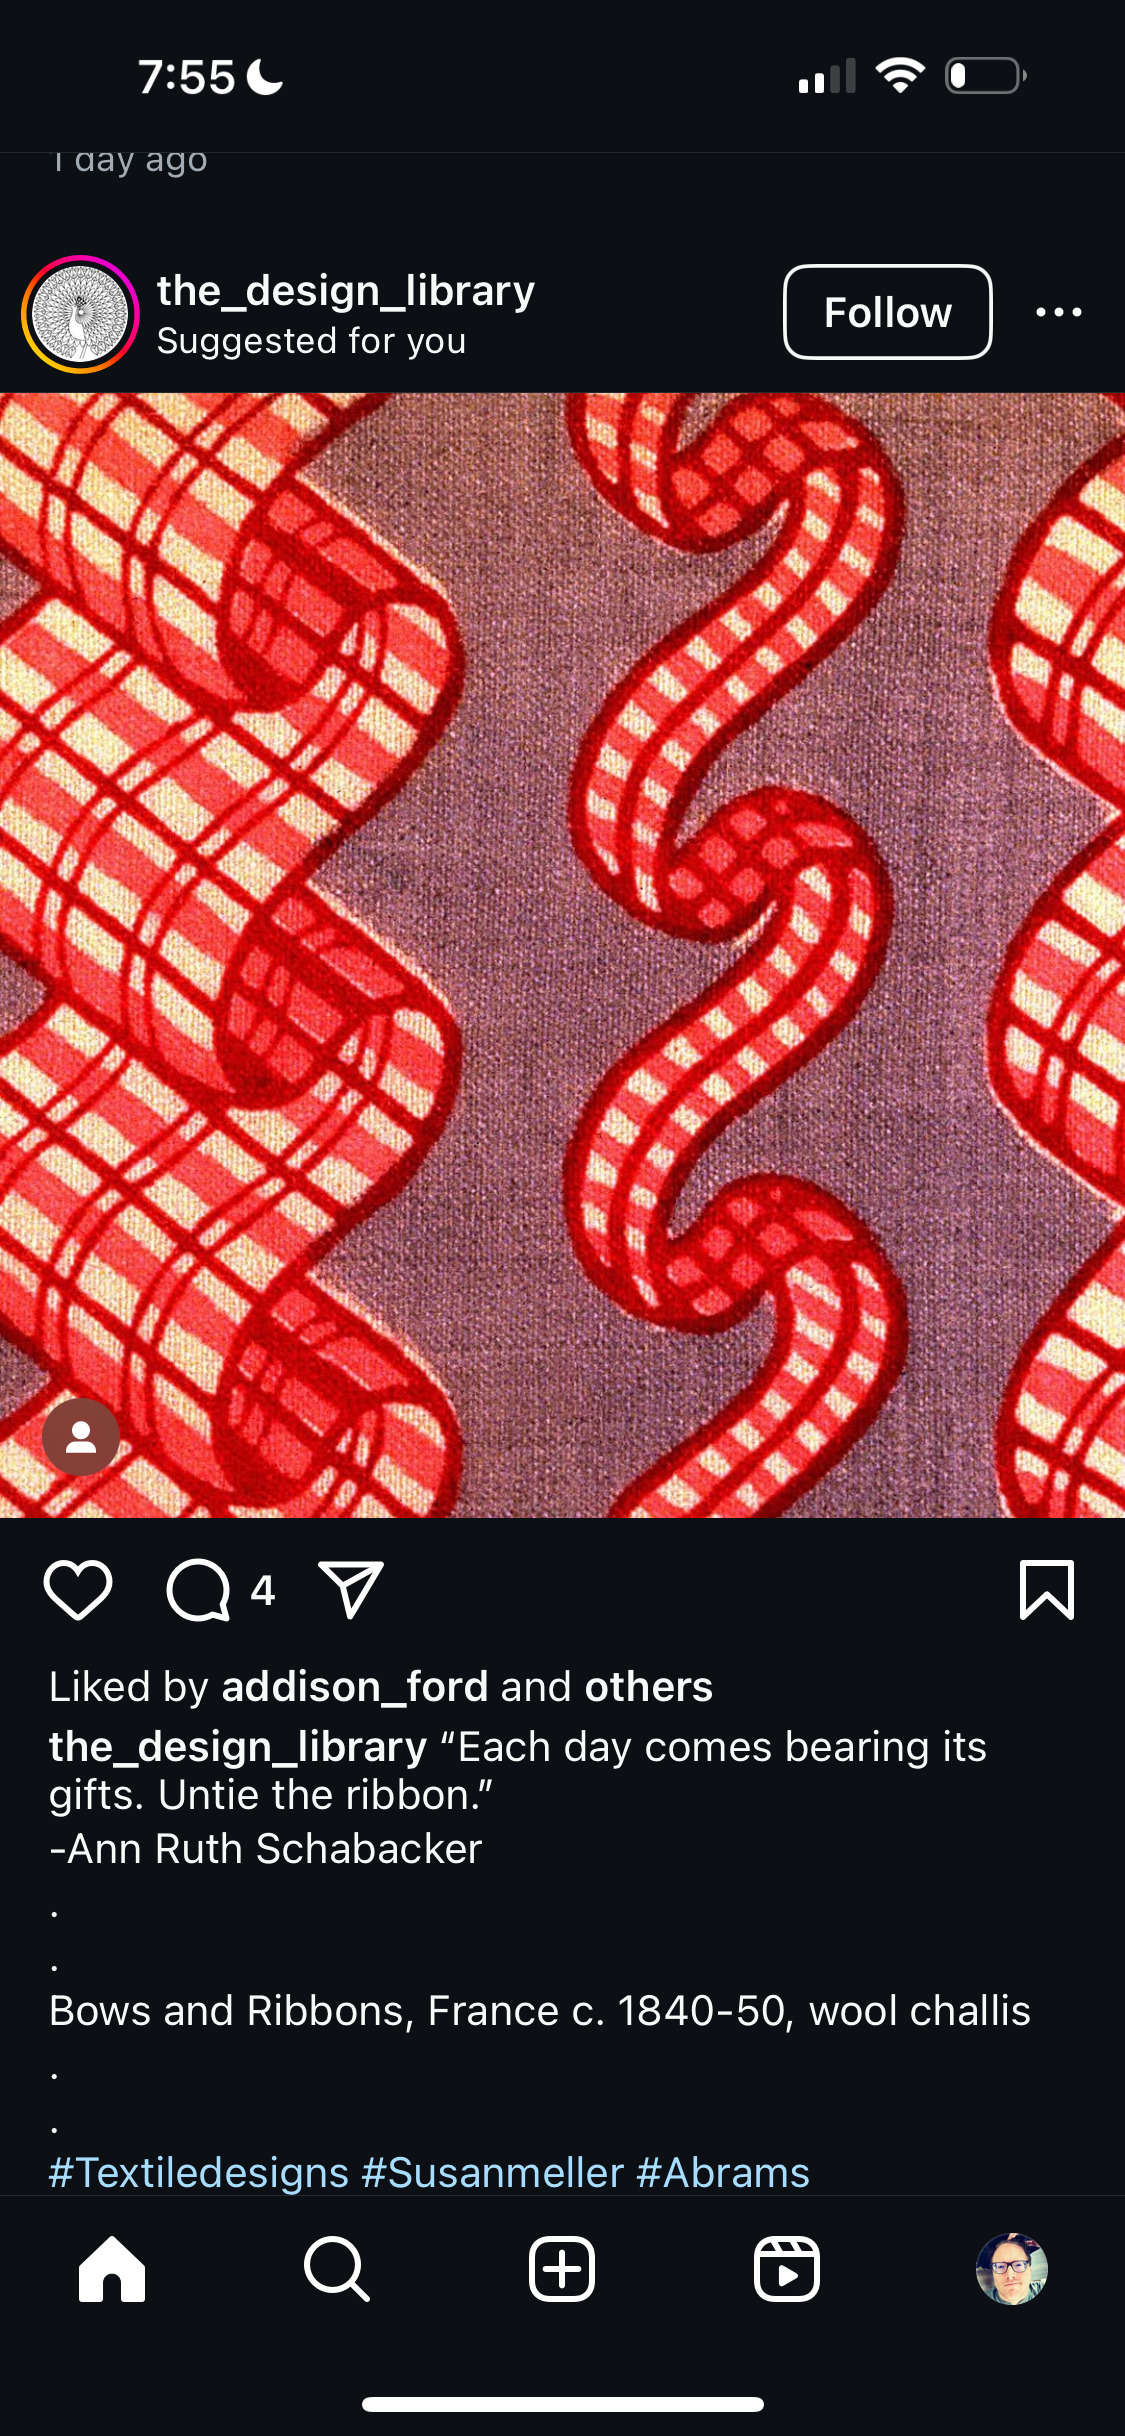 7:55
1 day ago
the_design_library
Suggested for you
Follow
4
Liked by addison_ford and others
the_design_library “Each day comes bearing its
gifts. Untie the ribbon.”
-Ann Ruth Schabacker
.
.
Bows and Ribbons, France c. 1840-50, wool challis
.
.
#Textiledesigns #Susanmeller #Abrams